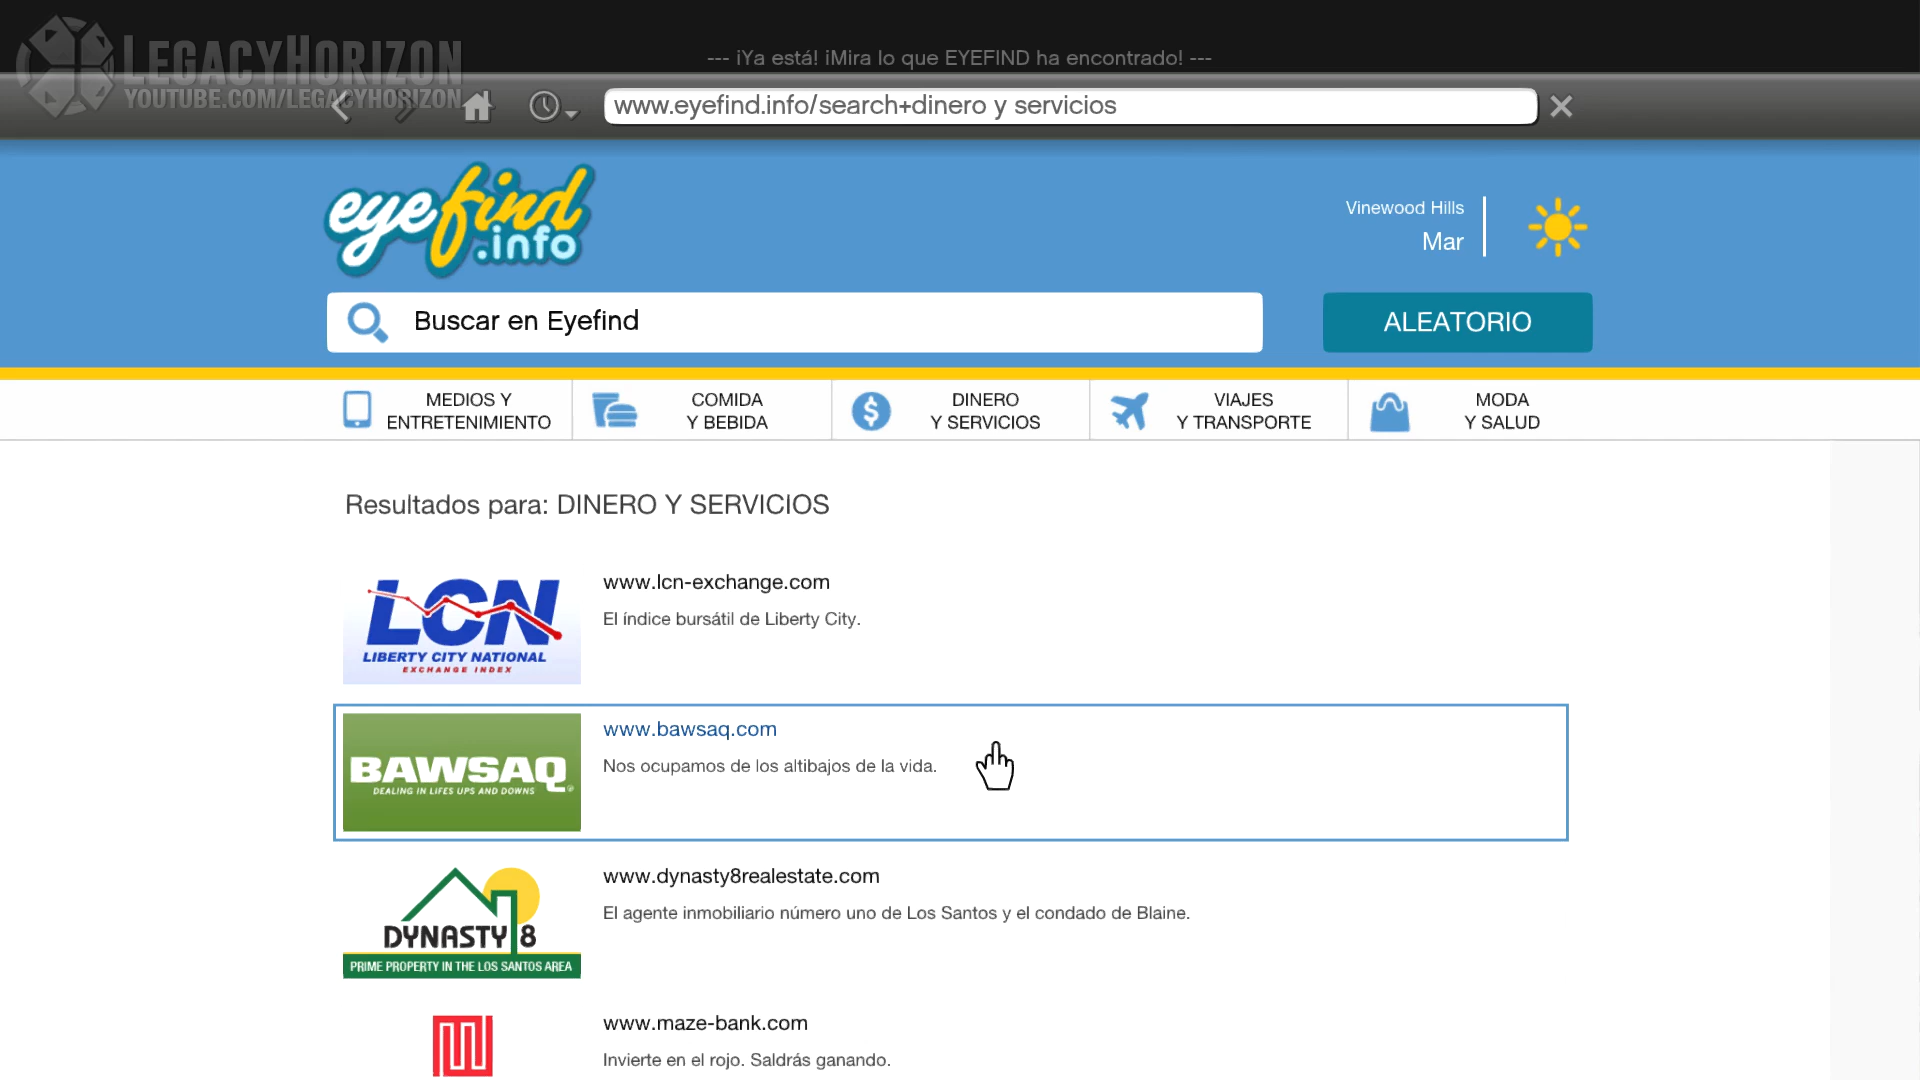 LEGACYHORIZON
YOUTUBE.COM/LEGACYHORIZON
--- ¡Ya está! ¡Mira lo que EYEFIND ha encontrado! ---
www.eyefind.info/search+dinero y servicios
eyefind
.info
Vinewood Hills
Mar
Buscar en Eyefind
ALEATORIO
MEDIOS Y
ENTRETENIMIENTO
COMIDA
Y BEBIDA
DINERO
Y SERVICIOS
VIAJES
Y TRANSPORTE
MODA
Y SALUD
Resultados para: DINERO Y SERVICIOS
LCN
LIBERTY CITY NATIONAL
EXCHANGE INDEX
www.lcn-exchange.com
El índice bursátil de Liberty City.
BAWSAQ
DEALING IN LIFES UPS AND DOWNS
www.bawsaq.com
Nos ocupamos de los altibajos de la vida.
DYNASTY 8
PRIME PROPERTY IN THE LOS SANTOS AREA
www.dynasty8realestate.com
El agente inmobiliario número uno de Los Santos y el condado de Blaine.
www.maze-bank.com
Invierte en el rojo. Saldrás ganando.